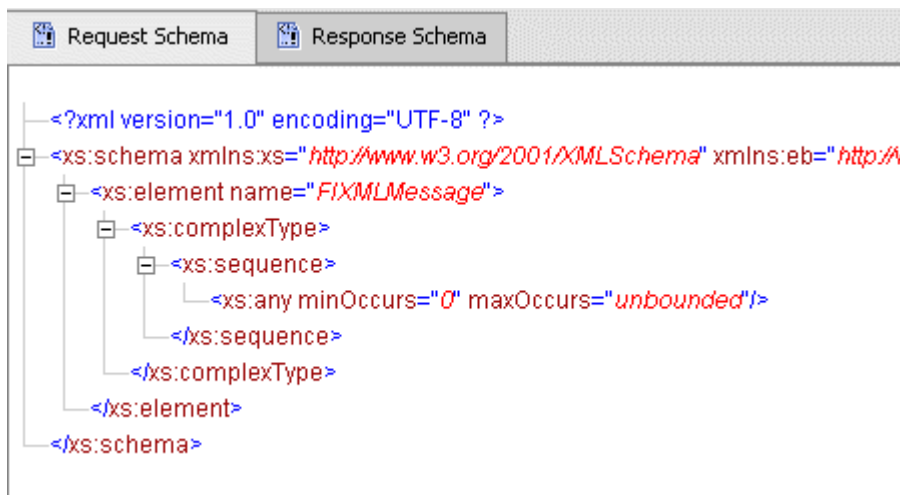 Request Schema Response Schema
<?xml version="1.0" encoding="UTF-8" ?>
<xs:schema xmlns:xs="http://www.w3.org/2001/XMLSchema" xmlns:eb="http://
<xs:element name="FIXMLMessage">
<xs:complexType>
<xs:sequence>
<xs:any minOccurs="0" maxOccurs="unbounded"/>
</xs:sequence>
</xs:complexType>
</xs:element>
</xs:schema>